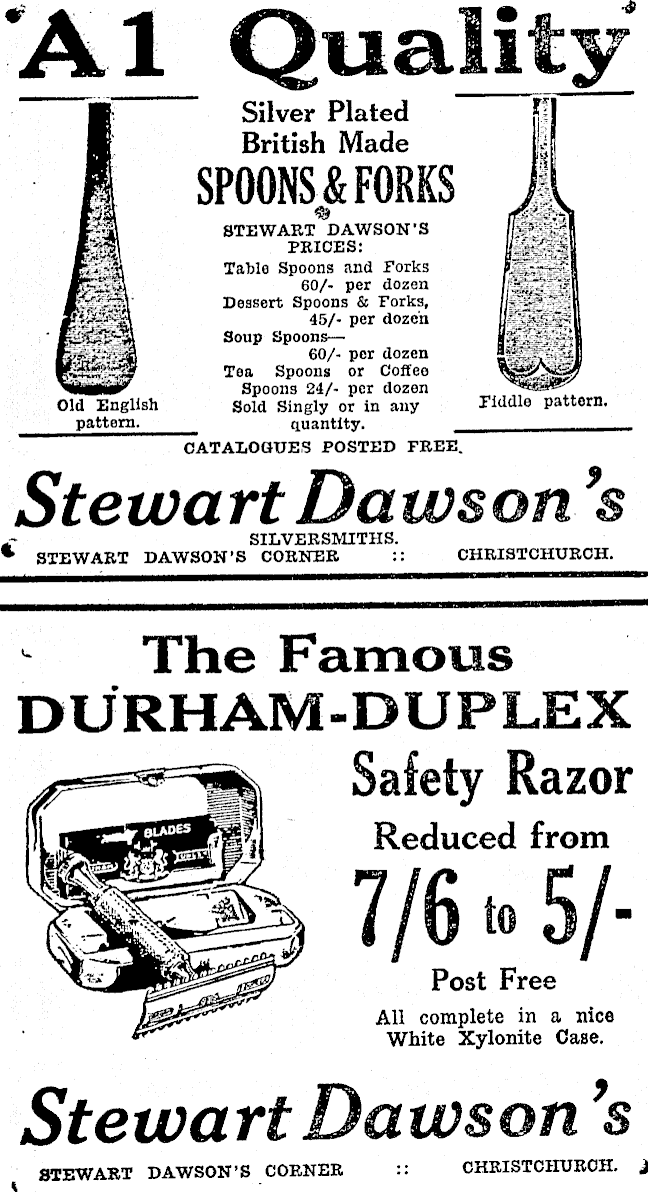 A1 Quality
Silver Plated
British Made
SPOONS & FORKS
STEWART DAWSON'S
PRICES:
Table Spoons and Forks
60/- per dozen
Dessert Spoons & Forks,
45/- per dozen
Soup Spoons—
60/- per dozen
Tea Spoons or Coffee
Spoons 24/- per dozen
Sold Singly or in any
quantity.
Old English
pattern.
Fiddle pattern.
CATALOGUES POSTED FREE.
Stewart Dawson's
SILVERSMITHS.
STEWART DAWSON'S CORNER :: CHRISTCHURCH.
The Famous
DURHAM-DUPLEX
Safety Razor
Reduced from
7/6 to 5/-
Post Free
All complete in a nice
White Xylonite Case.
BLADES
Stewart Dawson's
STEWART DAWSON'S CORNER :: CHRISTCHURCH.